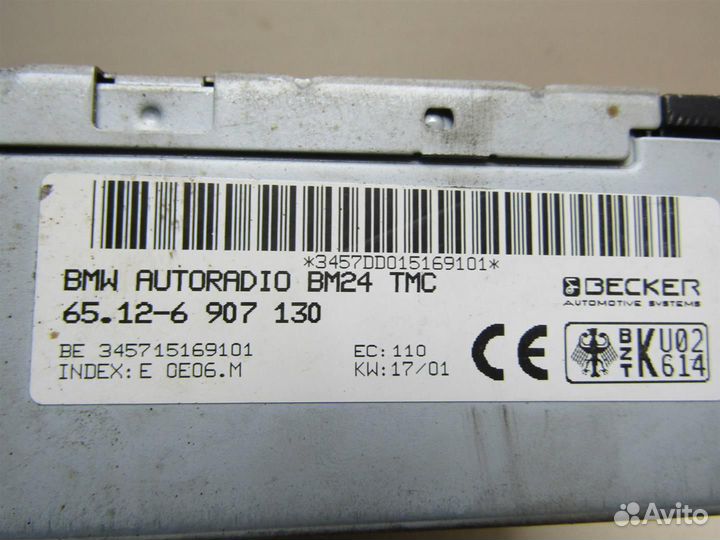 *3457DD015169101*
BMW AUTORADIO BM24 TMC
65.12-6 907 130
BE 345715169101
INDEX: E 0E06.M
EC: 110
KW: 17/01
BECKER
AUTOMOTIVE SYSTEMS
CE
BZT K U02 614
Avito